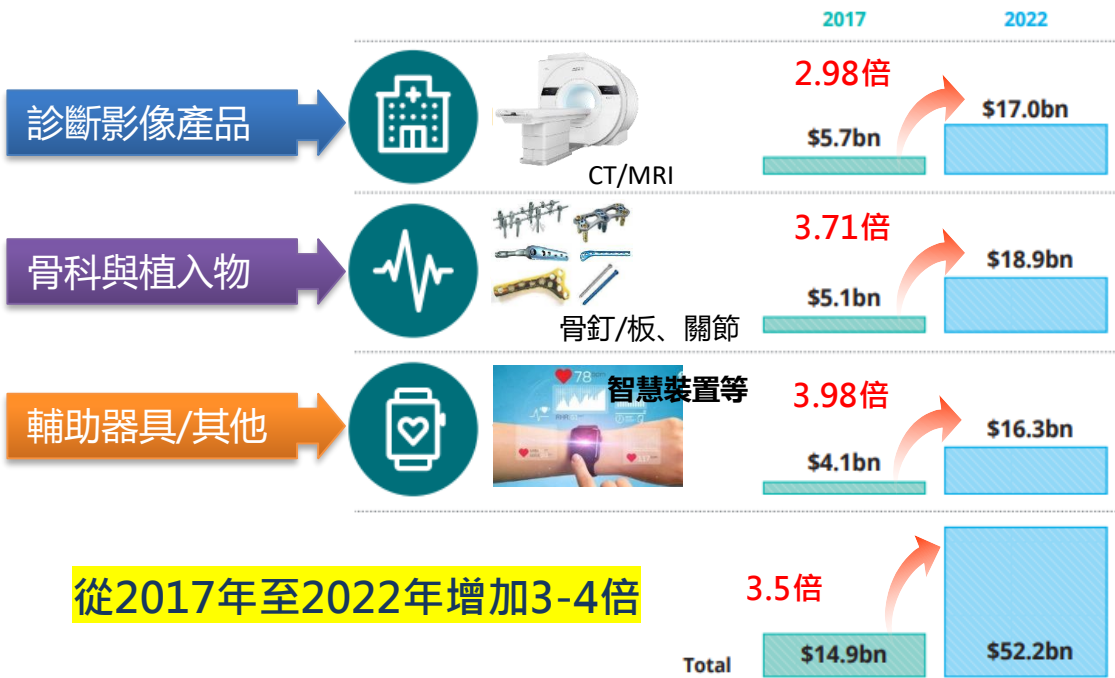 2017
2022
診斷影像產品
CT/MRI
2.98倍
$5.7bn
$17.0bn
骨科與植入物
骨釘/板、關節
3.71倍
$5.1bn
$18.9bn
輔助器具/其他
78
智慧裝置等
3.98倍
$4.1bn
$16.3bn
從2017年至2022年增加3-4倍
3.5倍
Total
$14.9bn
$52.2bn